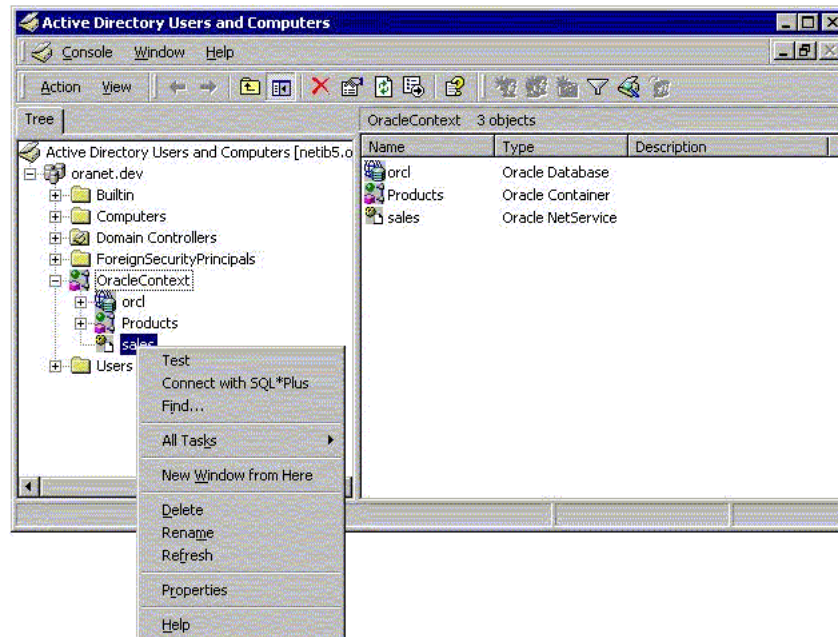 Active Directory Users and Computers
Console Window Help
Action View
Tree
OracleContext 3 objects
Active Directory Users and Computers [netib5.o
oranet.dev
Builtin
Computers
Domain Controllers
ForeignSecurityPrincipals
OracleContext
orcl
Products
sales
Users
Name Type Description
orcl Oracle Database
Products Oracle Container
sales Oracle NetService
Test
Connect with SQL*Plus
Find...
All Tasks
New Window from Here
Delete
Rename
Refresh
Properties
Help